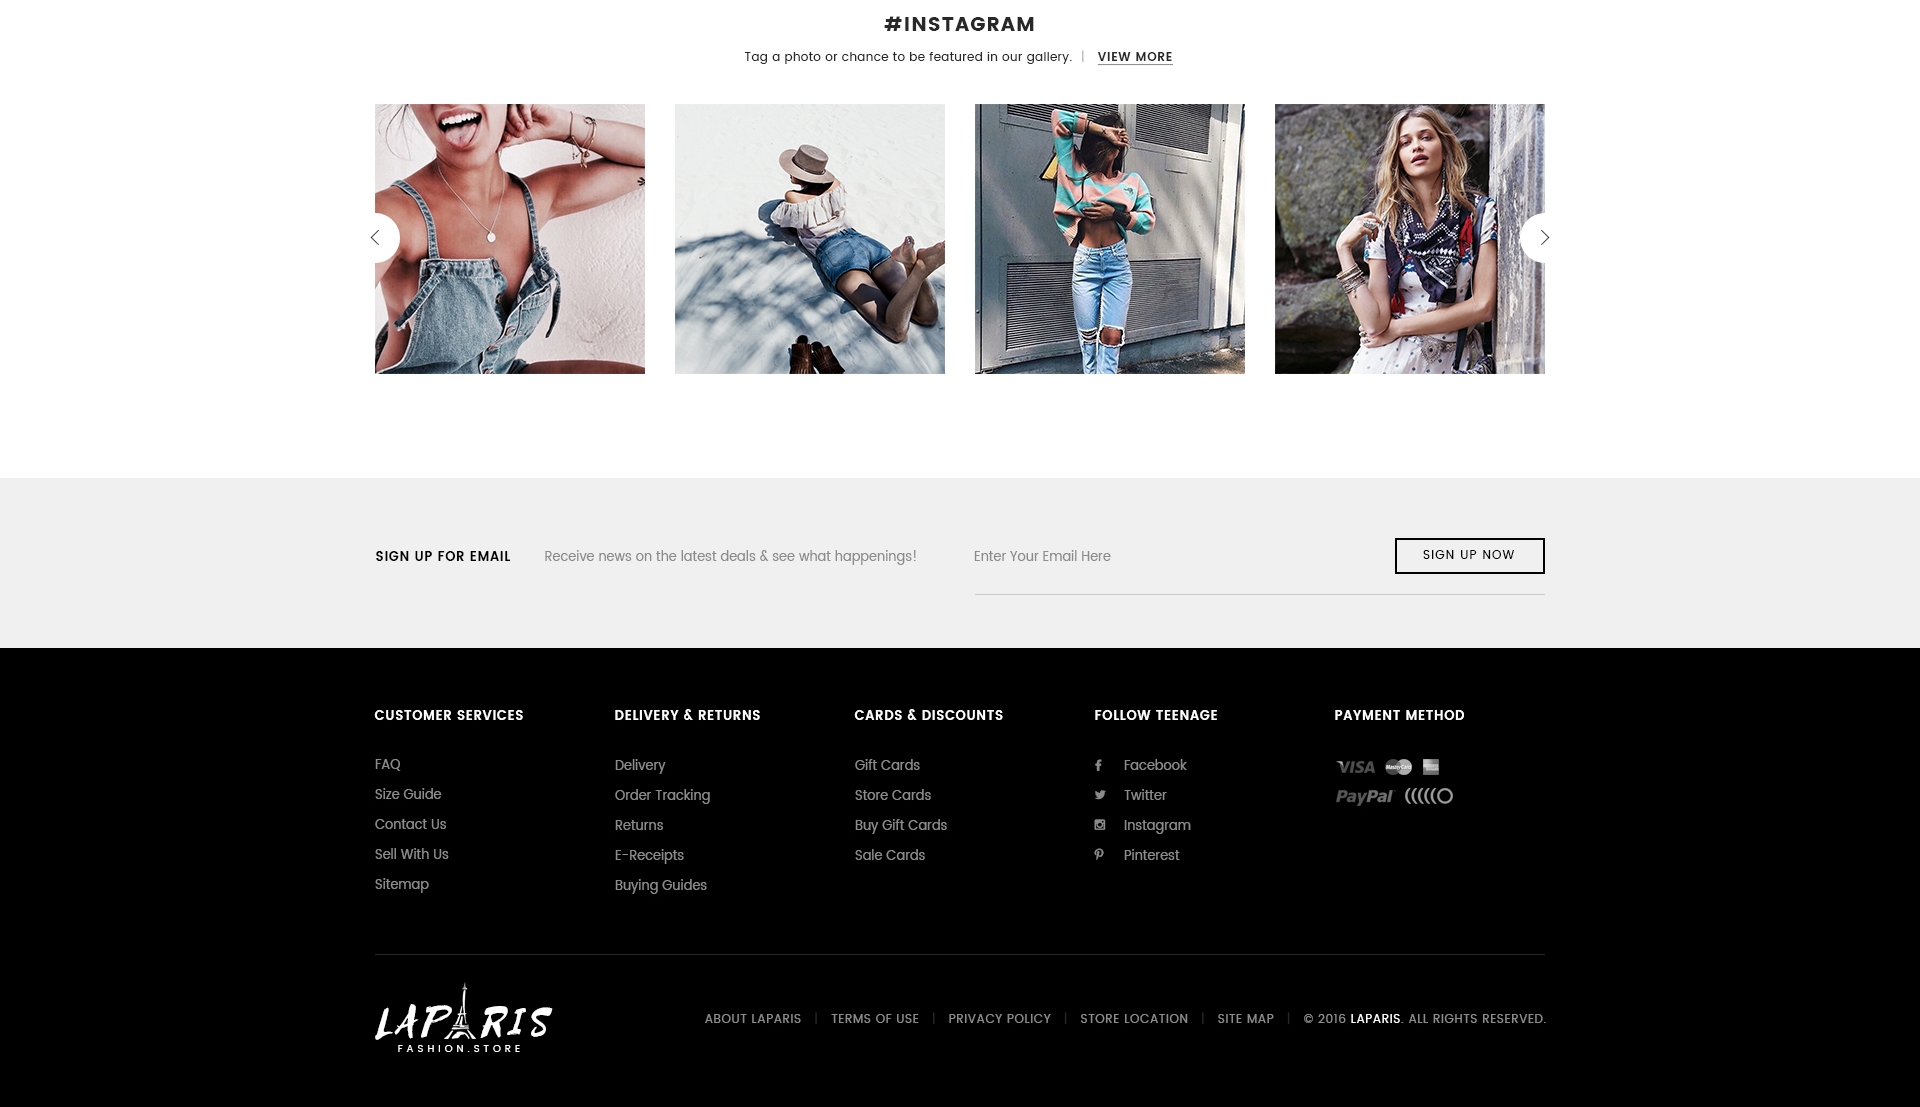 #INSTAGRAM
Tag a photo or chance to be featured in our gallery. | VIEW MORE
SIGN UP FOR EMAIL Receive news on the latest deals & see what happenings! Enter Your Email Here SIGN UP NOW
CUSTOMER SERVICES
FAQ
Size Guide
Contact Us
Sell With Us
Sitemap
DELIVERY & RETURNS
Delivery
Order Tracking
Returns
E-Receipts
Buying Guides
CARDS & DISCOUNTS
Gift Cards
Store Cards
Buy Gift Cards
Sale Cards
FOLLOW TEENAGE
Facebook
Twitter
Instagram
Pinterest
PAYMENT METHOD
VISA MasterCard
PayPal
LAPARIS
FASHION.STORE
ABOUT LAPARIS | TERMS OF USE | PRIVACY POLICY | STORE LOCATION | SITE MAP | © 2016 LAPARIS. ALL RIGHTS RESERVED.